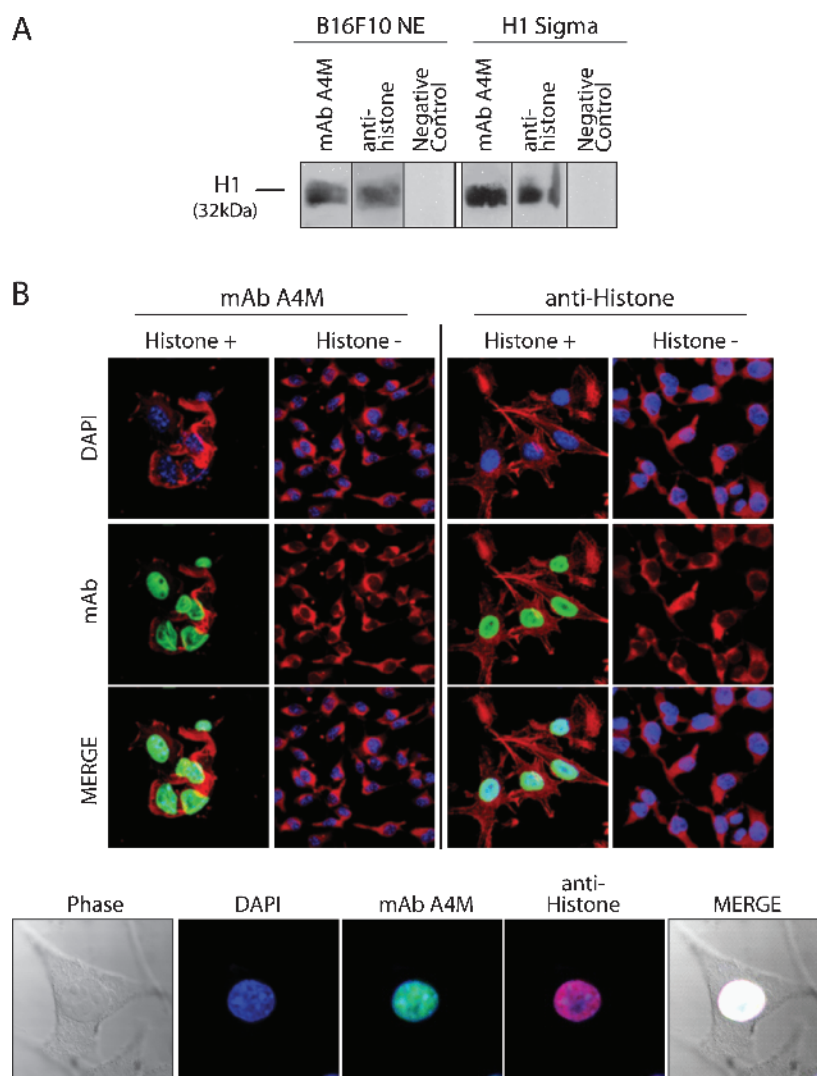 A
B16F10 NE
H1 Sigma
mAb A4M
anti-
histone
Negative
Control
mAb A4M
anti-
histone
Negative
Control
H1
(32kDa)
B
mAb A4M
anti-Histone
Histone +
Histone -
Histone +
Histone -
DAPI
mAb
MERGE
Phase
DAPI
mAb A4M
anti-
Histone
MERGE